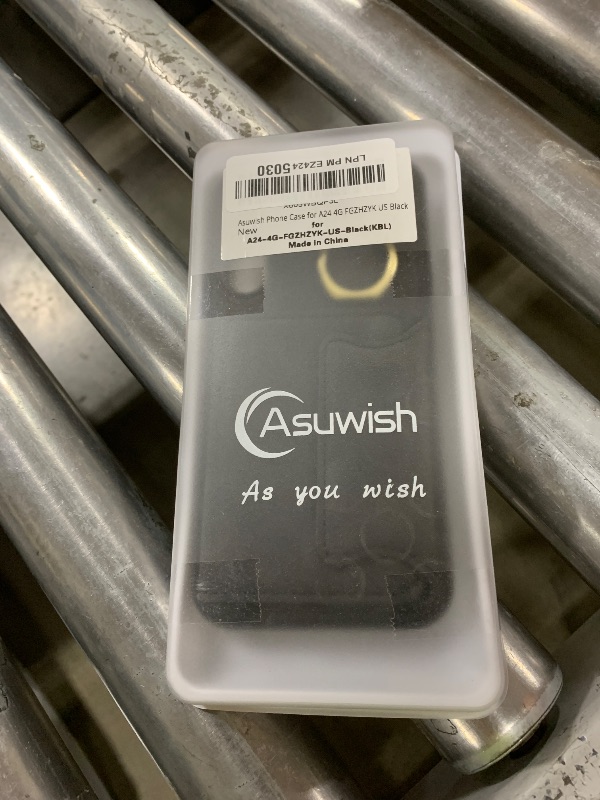 LPN PM EZ4245030
Asuwish Phone Case for A24 4G FGZHZYK US Black
New
for
A24-4G-FGZHZYK-US-Black(KBL)
Made In China
Asuwish
As you wish